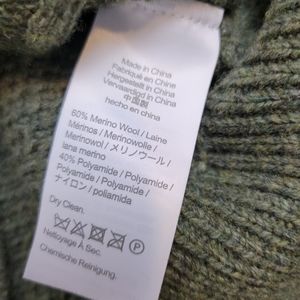 Made in China
Fabriqué en Chine
Hergestellt in China
Vervaardigd in China
中国製
hecho en china
60% Merino Wool / Laine
Mérinos / Merinowolle /
Merinowol / メリノウール /
lana merino
40% Polyamide / Polyamide /
Polyamid / Polyamide /
ナイロン / poliamida
Dry Clean.
P
Nettoyage À Sec.
Chemische Reinigung.